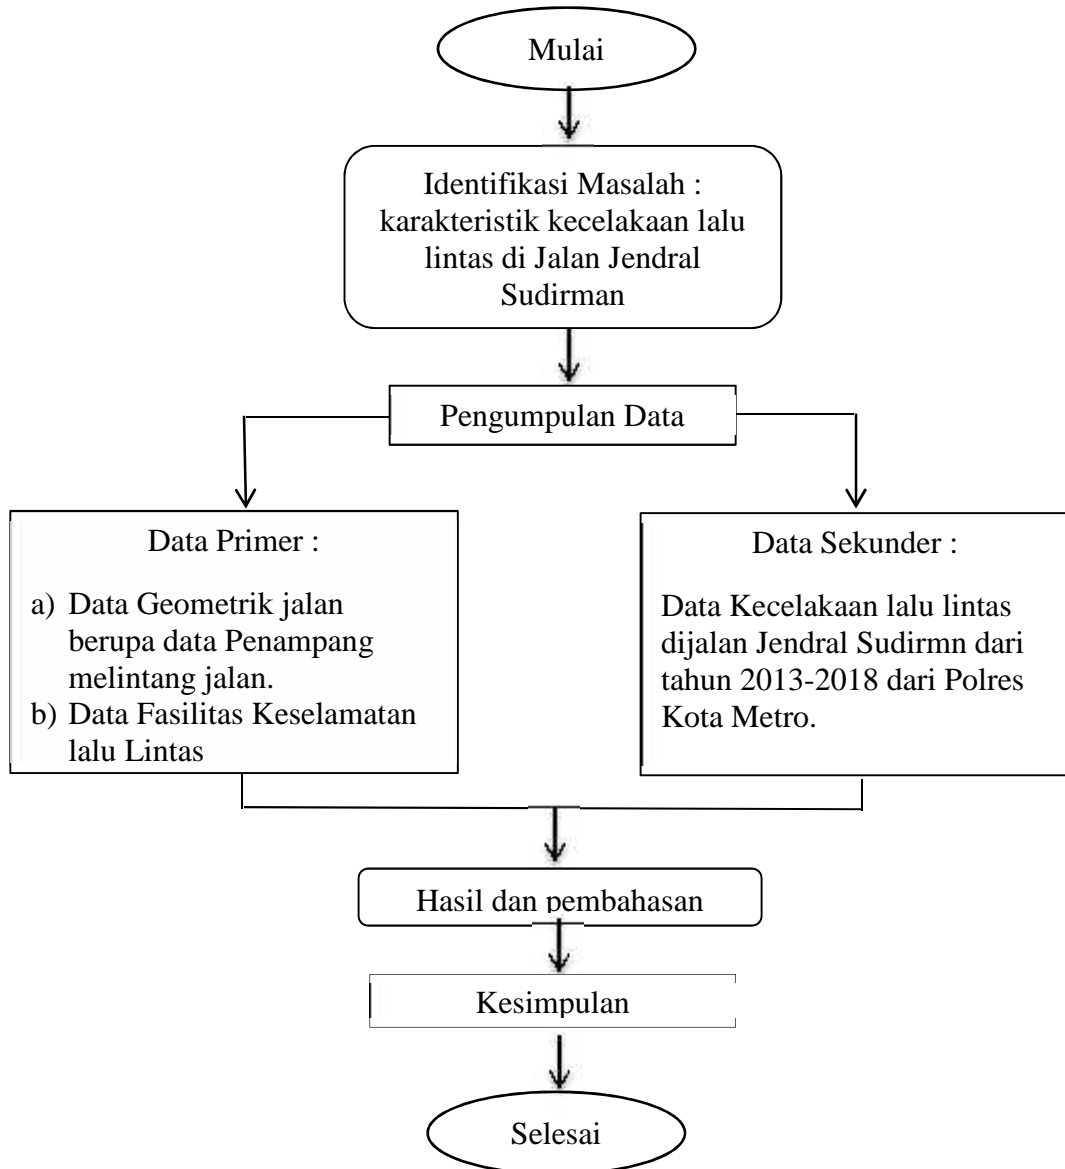 Mulai
Identifikasi Masalah :
karakteristik kecelakaan lalu
lintas di Jalan Jendral
Sudirman
Pengumpulan Data
Data Primer :
a) Data Geometrik jalan
berupa data Penampang
melintang jalan.
b) Data Fasilitas Keselamatan
lalu Lintas
Data Sekunder :
Data Kecelakaan lalu lintas
dijalan Jendral Sudirmn dari
tahun 2013-2018 dari Polres
Kota Metro.
Hasil dan pembahasan
Kesimpulan
Selesai